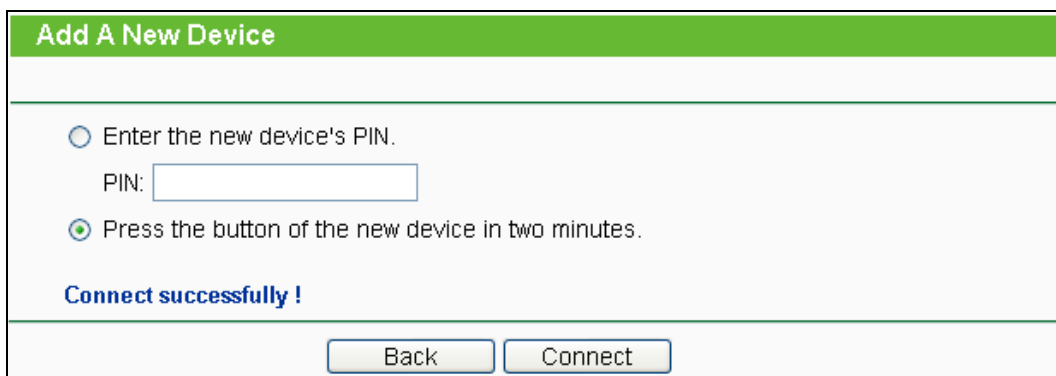 Add A New Device
Enter the new device's PIN.
PIN:
Press the button of the new device in two minutes.
Connect successfully !
Back Connect